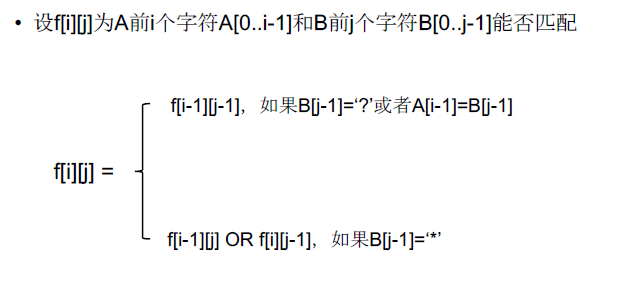 • 设f[i][j]为A前i个字符A[0..i-1]和B前j个字符B[0..j-1]能否匹配
f[i-1][j-1]，如果B[j-1]=‘?’或者A[i-1]=B[j-1]
f[i][j] =
f[i-1][j] OR f[i][j-1]，如果B[j-1]=‘*’